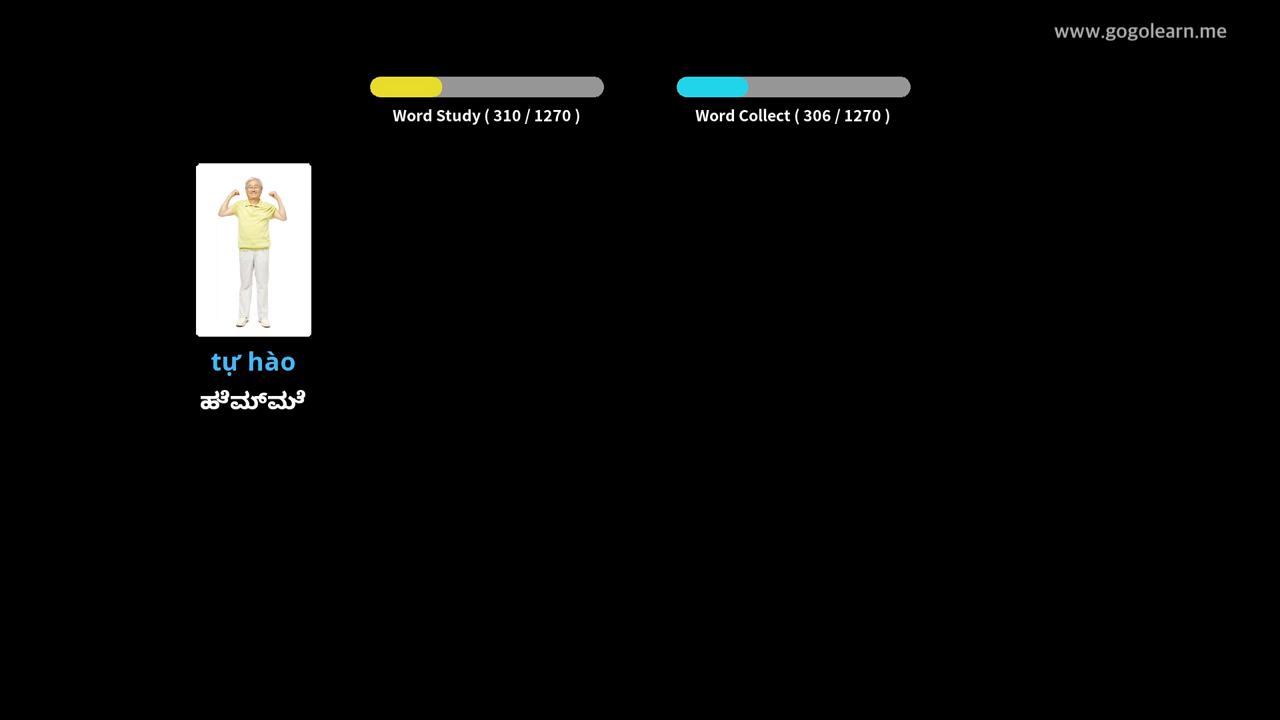 www.gogolearn.me
Word Study ( 310 / 1270 )
Word Collect ( 306 / 1270 )
tự hào
ಹೆಮ್ಮೆ